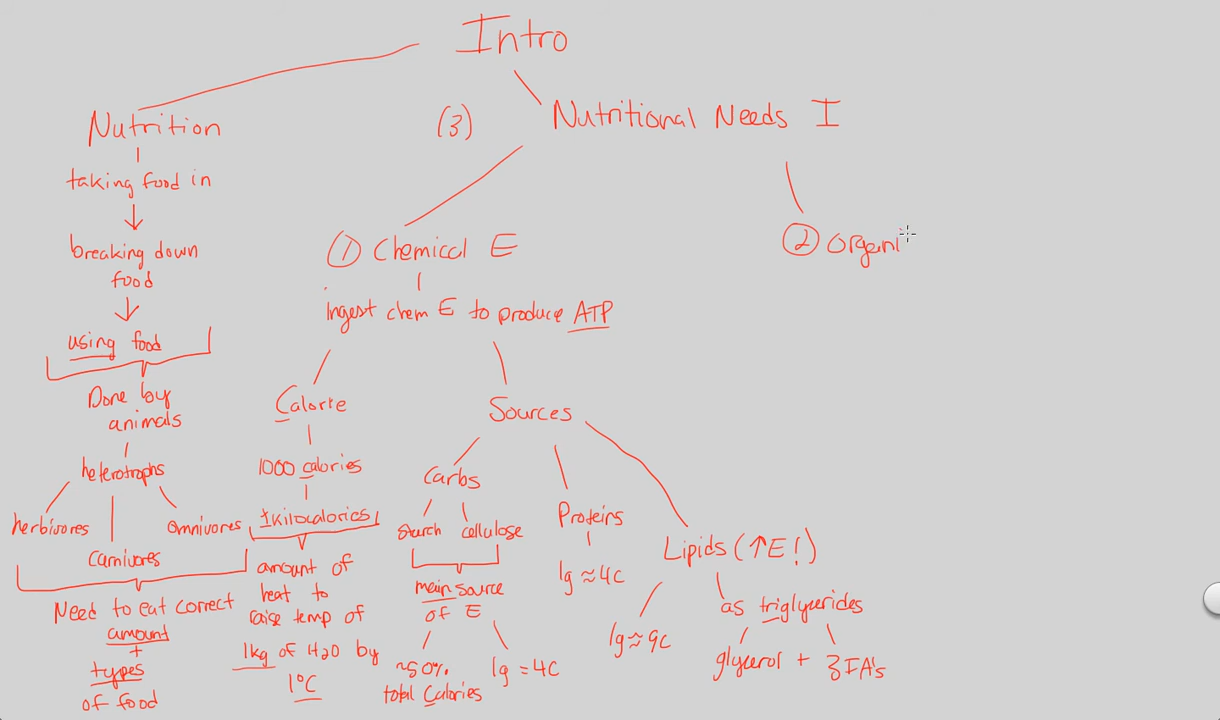 Intro
Nutrition
(3)
Nutritional Needs I
taking food in
breaking down
food
using food
Done by
animals
heterotrophs
herbivores
carnivores
omnivores
Need to eat correct
amount
+
types
of food
① Chemical E
ingest chem E to produce ATP
Calorie
1000 calories
1 kilocalories
amount of
heat to
raise temp of
1kg of H2O by
1°C
Sources
Carbs
starch cellulose
main source
of E
~50%
total Calories
1g = 4C
Proteins
1g ≈ 4C
Lipids (↑E!)
1g ≈ 9C
as triglycerides
glycerol + 3FA's
② Organi